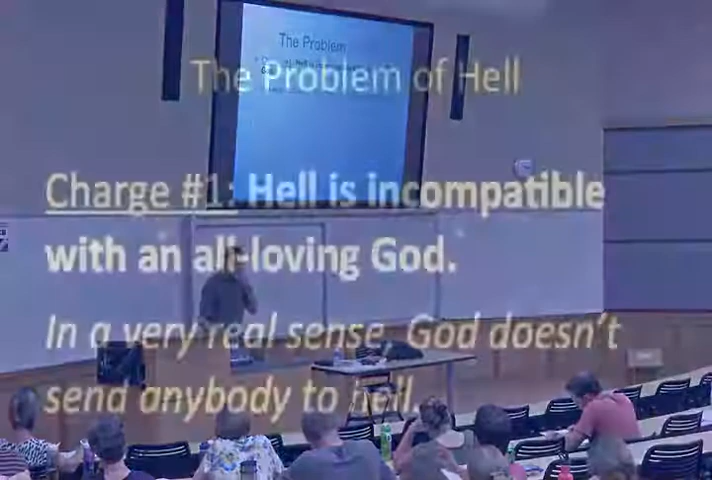 The Problem
The Problem of Hell
Charge #1: Hell is incompatible
with an all-loving God.
In a very real sense, God doesn't
send anybody to hell.